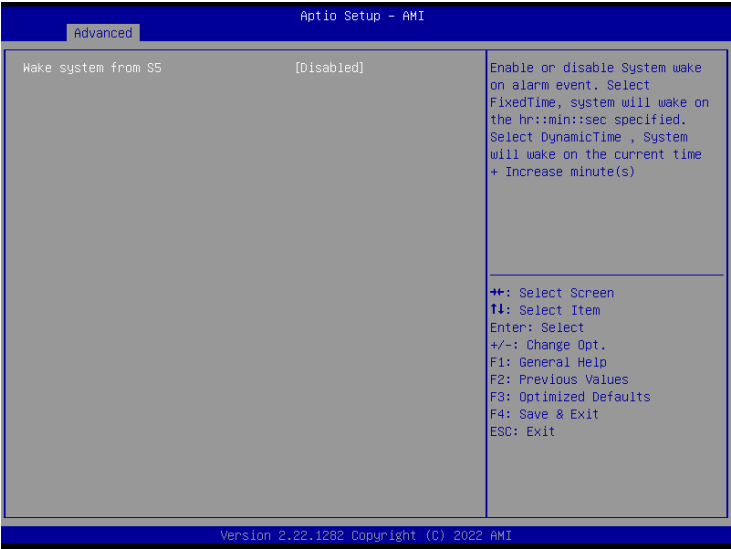 Aptio Setup - AMI
Advanced
Wake system from S5 [Disabled]
Enable or disable System wake
on alarm event. Select
FixedTime, system will wake on
the hr::min::sec specified.
Select DynamicTime , System
will wake on the current time
+ Increase minute(s)
→←: Select Screen
↑↓: Select Item
Enter: Select
+/-: Change Opt.
F1: General Help
F2: Previous Values
F3: Optimized Defaults
F4: Save & Exit
ESC: Exit
Version 2.22.1282 Copyright (C) 2022 AMI